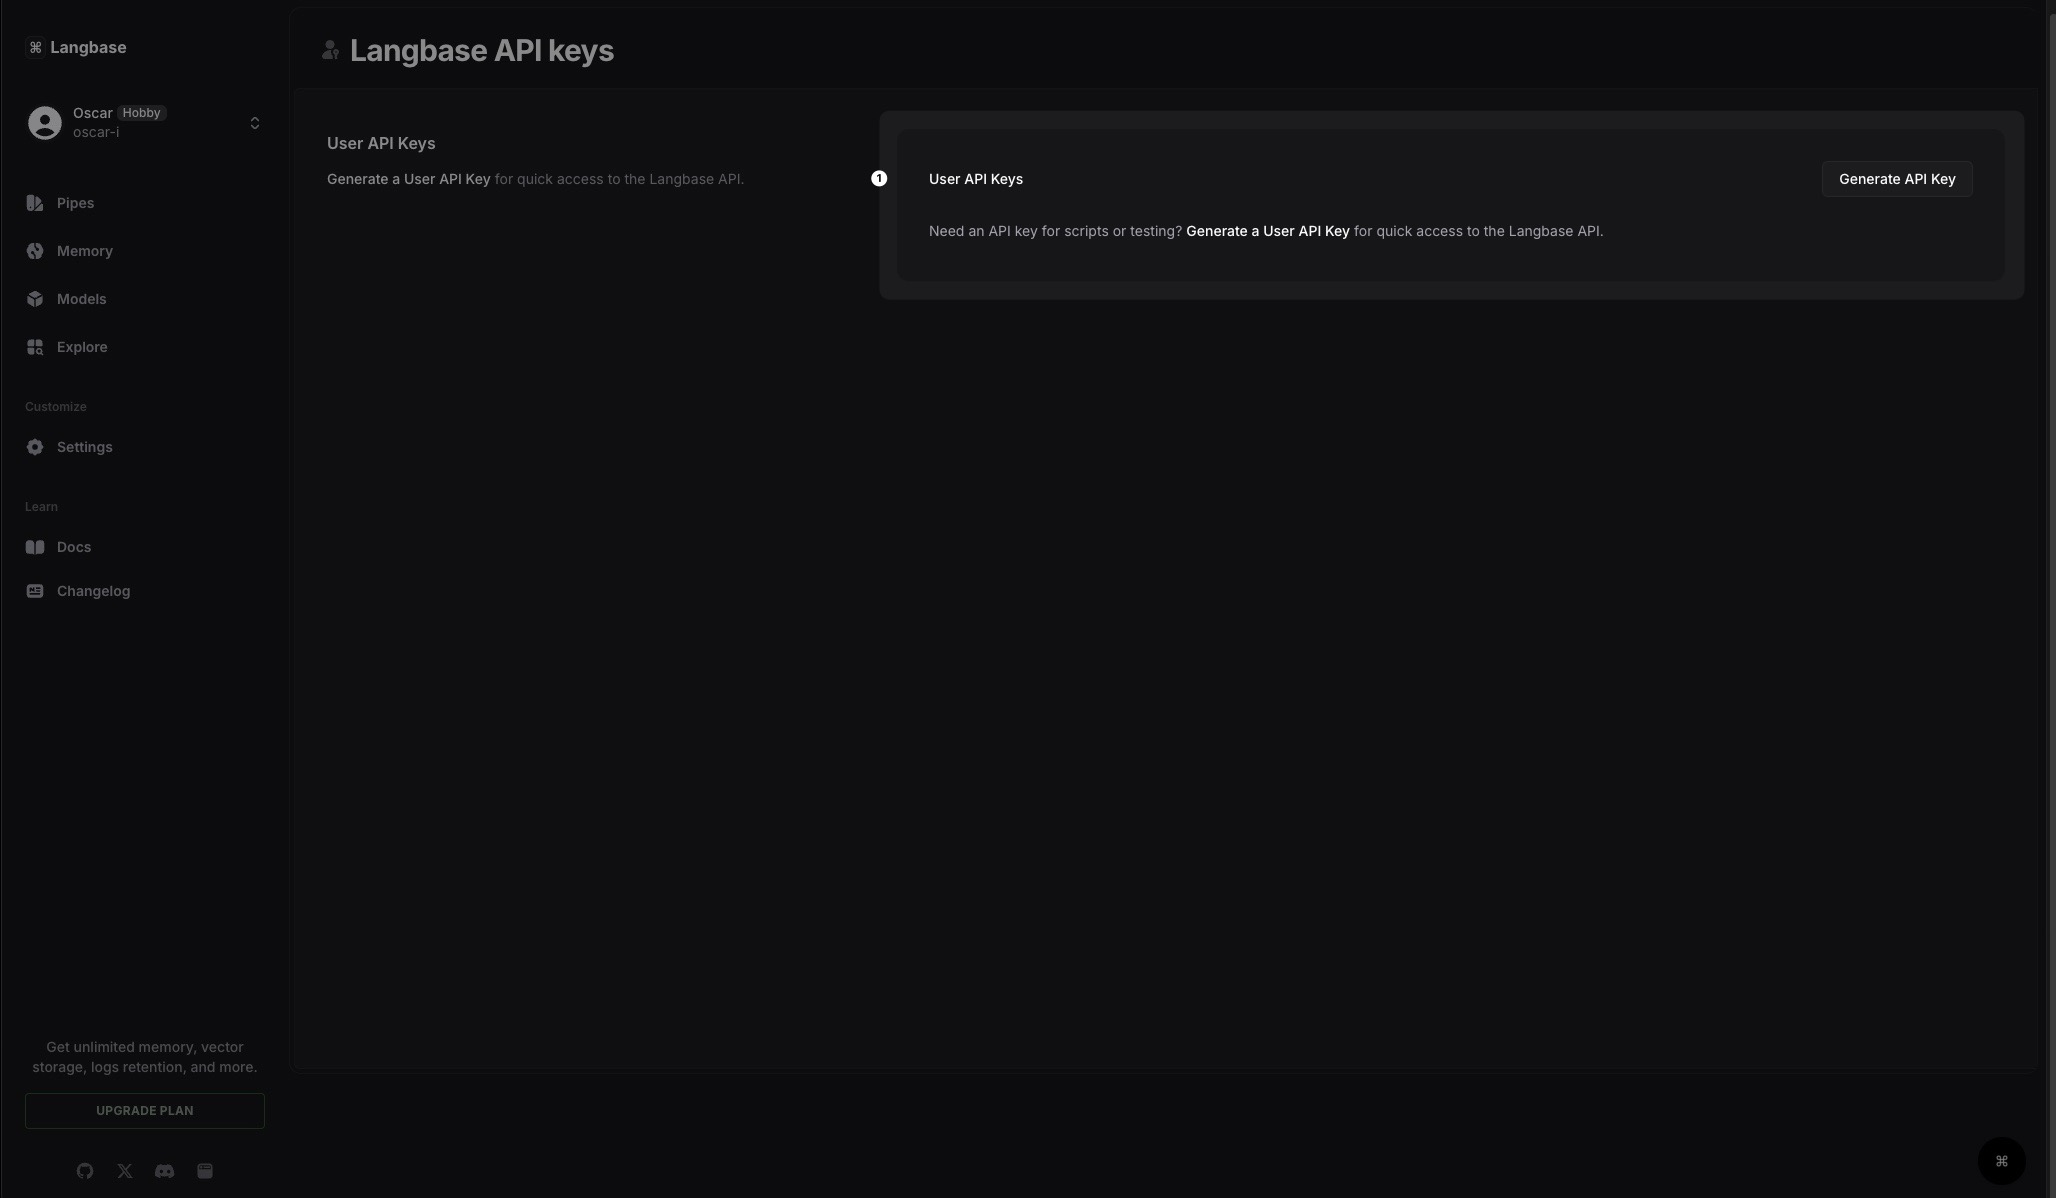 Langbase
Oscar Hobby
oscar-i
Pipes
Memory
Models
Explore
Customize
Settings
Learn
Docs
Changelog
Get unlimited memory, vector
storage, logs retention, and more.
UPGRADE PLAN
Langbase API keys
User API Keys
Generate a User API Key for quick access to the Langbase API.
1
User API Keys
Generate API Key
Need an API key for scripts or testing? Generate a User API Key for quick access to the Langbase API.